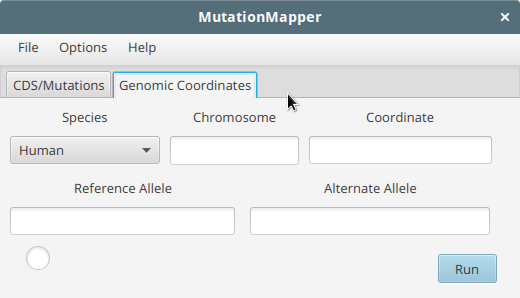 MutationMapper
File Options Help
CDS/Mutations Genomic Coordinates
Species Chromosome Coordinate
Human
Reference Allele Alternate Allele
Run